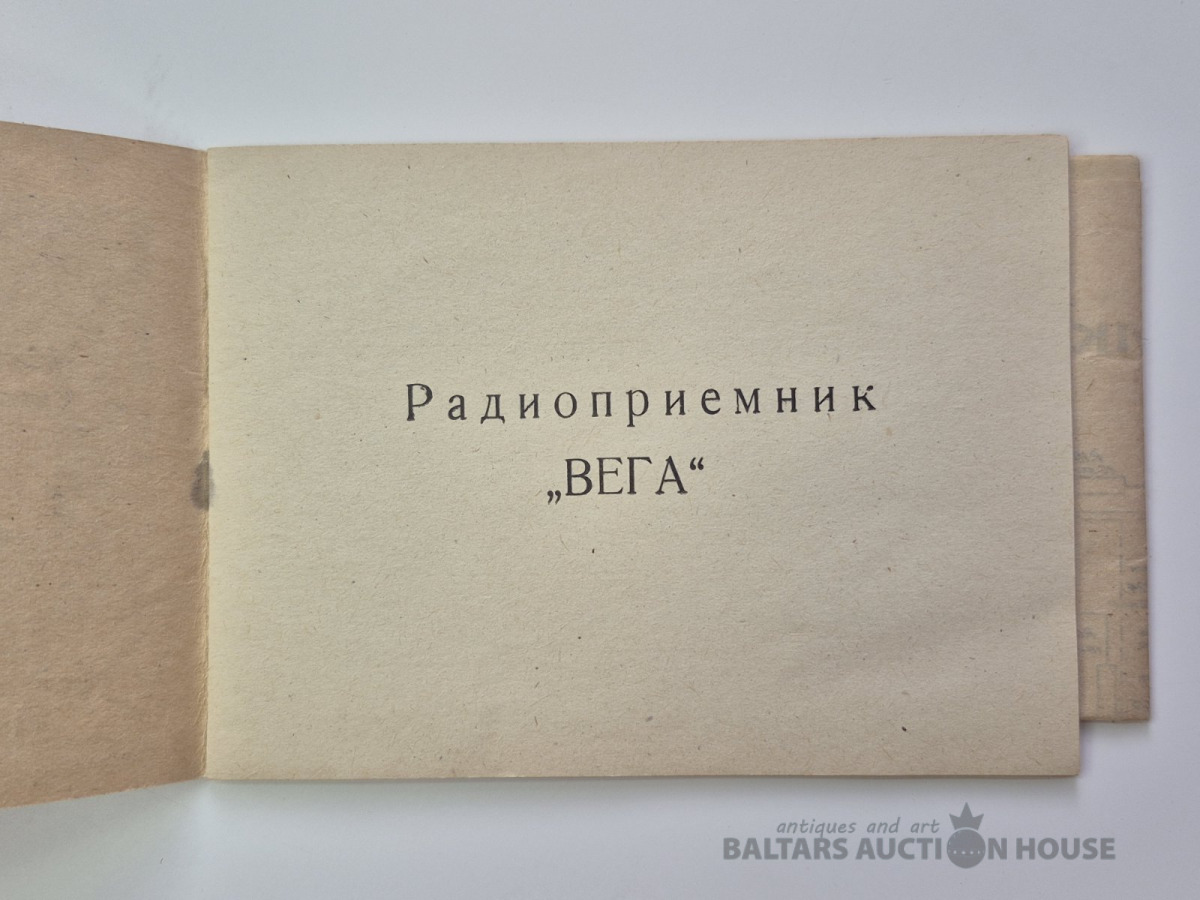 Радиоприемник
„ВЕГА“
antiques and art
BALTARS AUCTION HOUSE